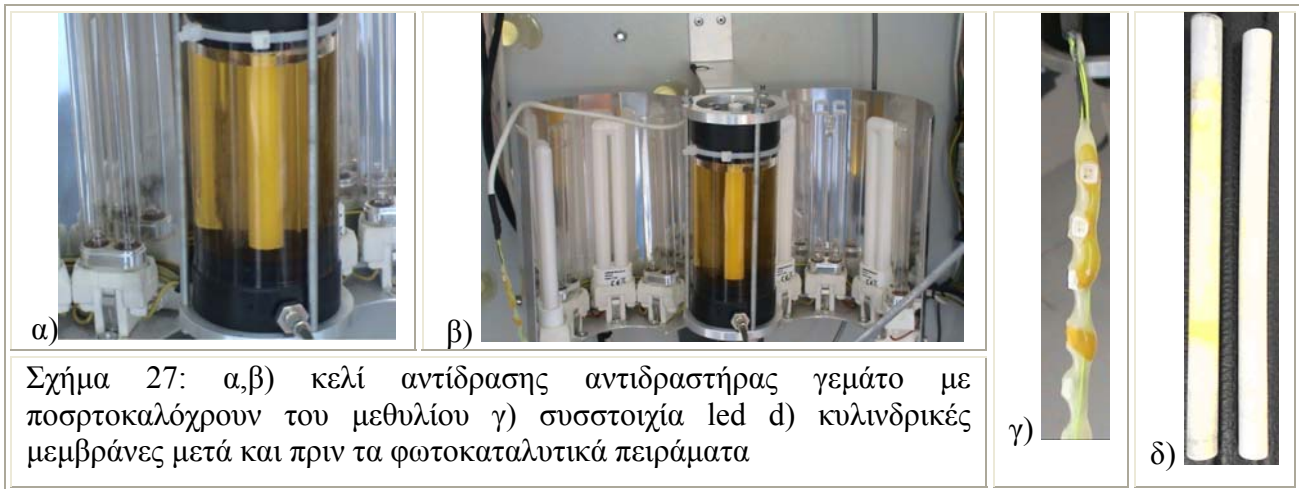 α)
β)
γ)
δ)
Σχήμα 27: α,β) κελί αντίδρασης αντιδραστήρας γεμάτο με
ποσρτοκαλόχρουν του μεθυλίου γ) συσστοιχία led d) κυλινδρικές
μεμβράνες μετά και πριν τα φωτοκαταλυτικά πειράματα